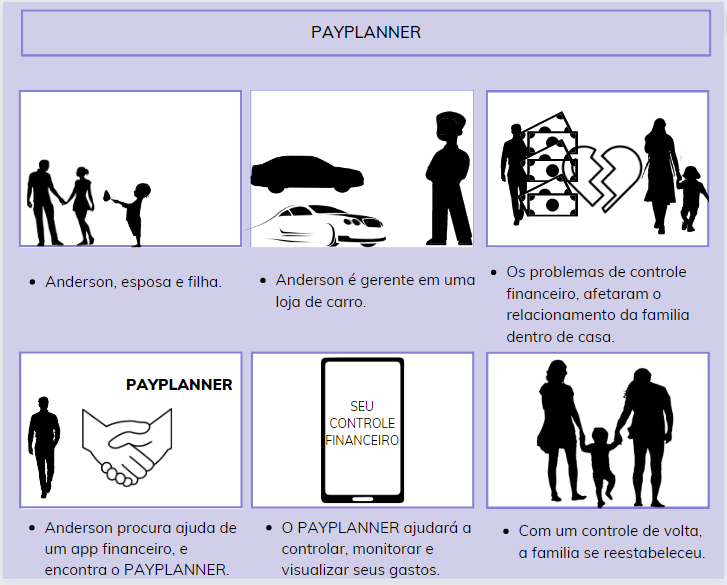 PAYPLANNER
Anderson, esposa e filha.
Anderson é gerente em uma
loja de carro.
Os problemas de controle
financeiro, afetaram o
relacionamento da familia
dentro de casa.
PAYPLANNER
SEU
CONTROLE
FINANCEIRO
Anderson procura ajuda de
um app financeiro, e
encontra o PAYPLANNER.
O PAYPLANNER ajudará a
controlar, monitorar e
visualizar seus gastos.
Com um controle de volta,
a familia se reestabeleceu.